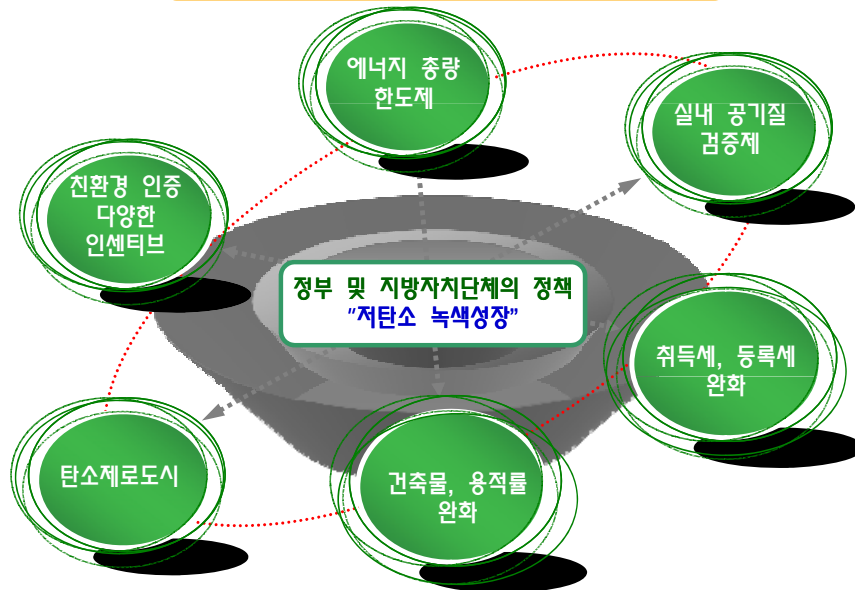 에너지 총량
한도제
실내 공기질
검증제
친환경 인증
다양한
인센티브
정부 및 지방자치단체의 정책
“저탄소 녹색성장”
취득세, 등록세
완화
탄소제로도시
건축물, 용적률
완화